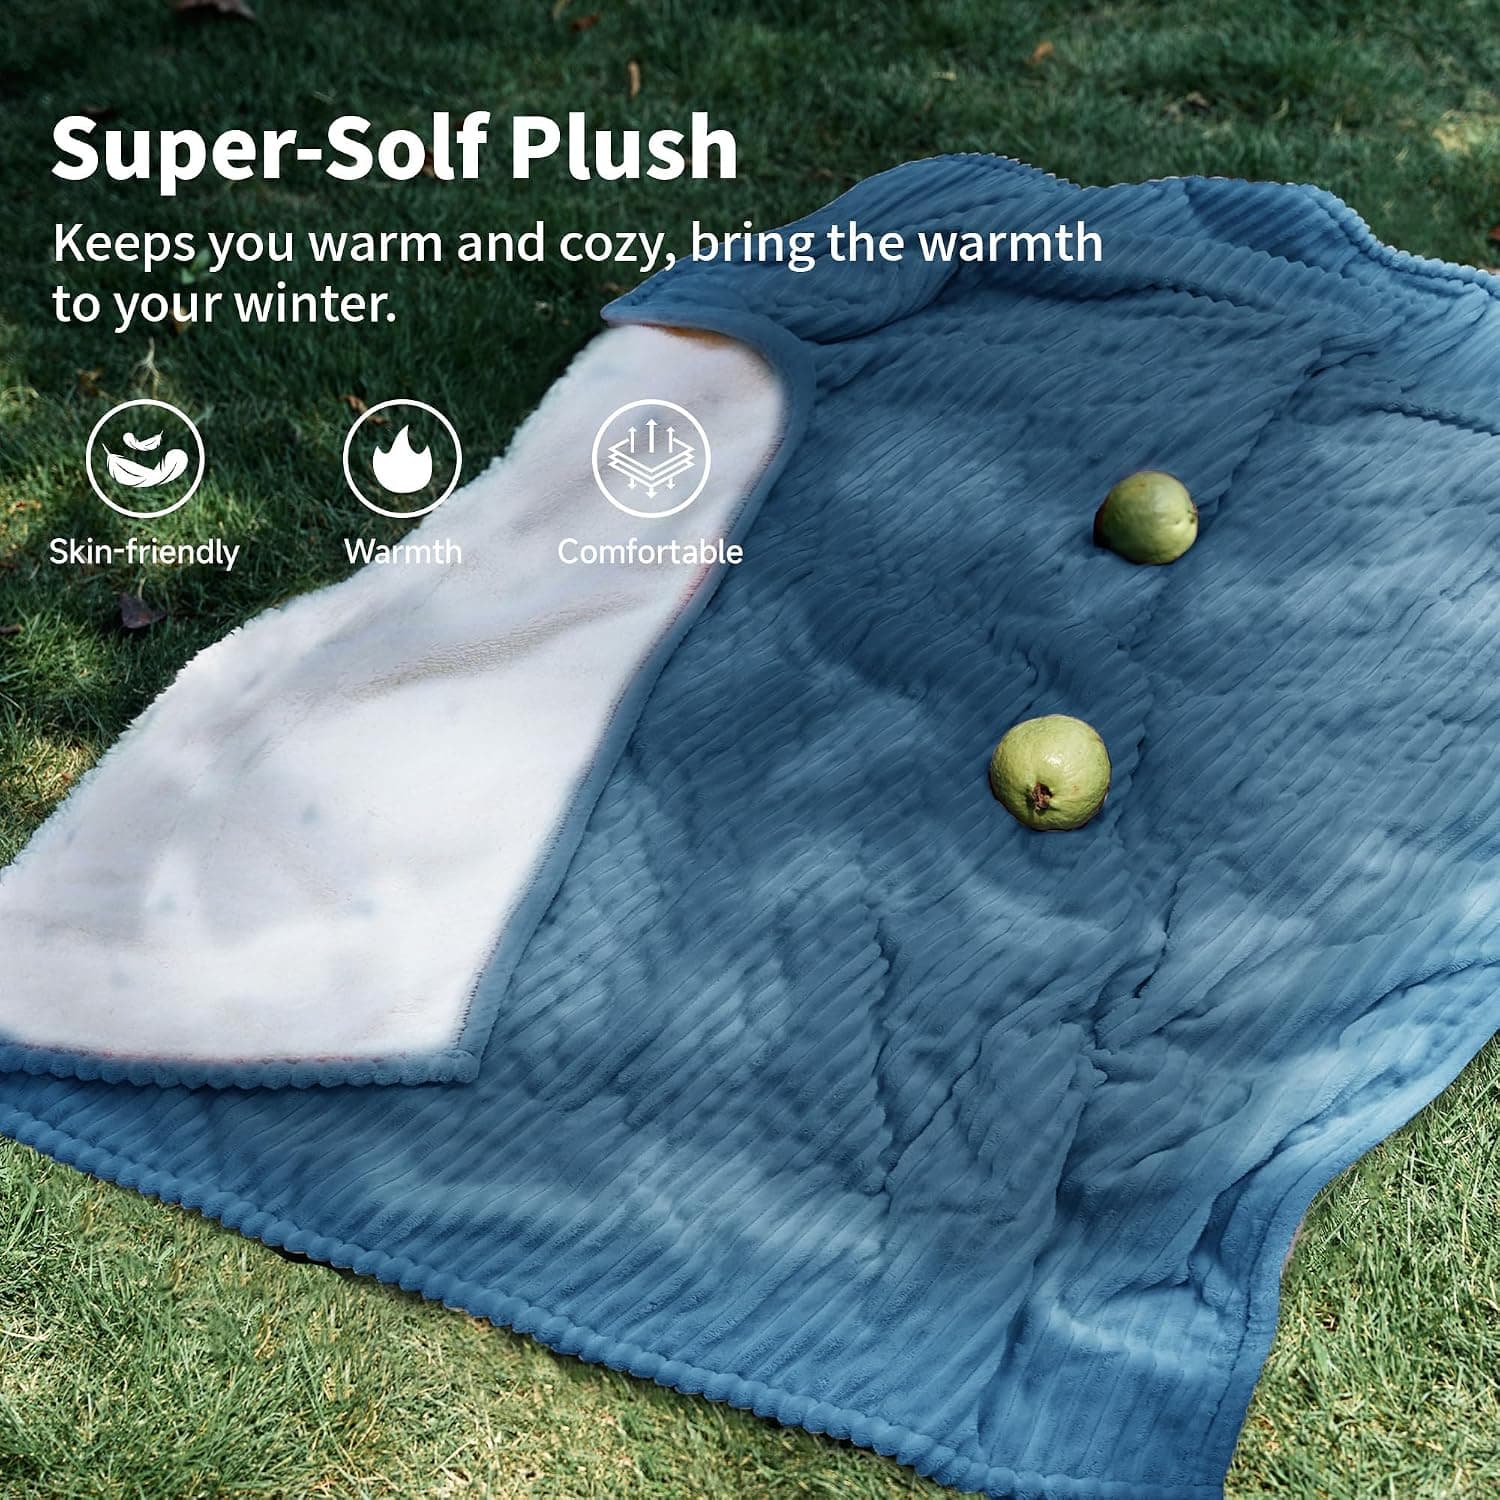 Super-Solf Plush
Keeps you warm and cozy, bring the warmth
to your winter.
Skin-friendly
Warmth
Comfortable